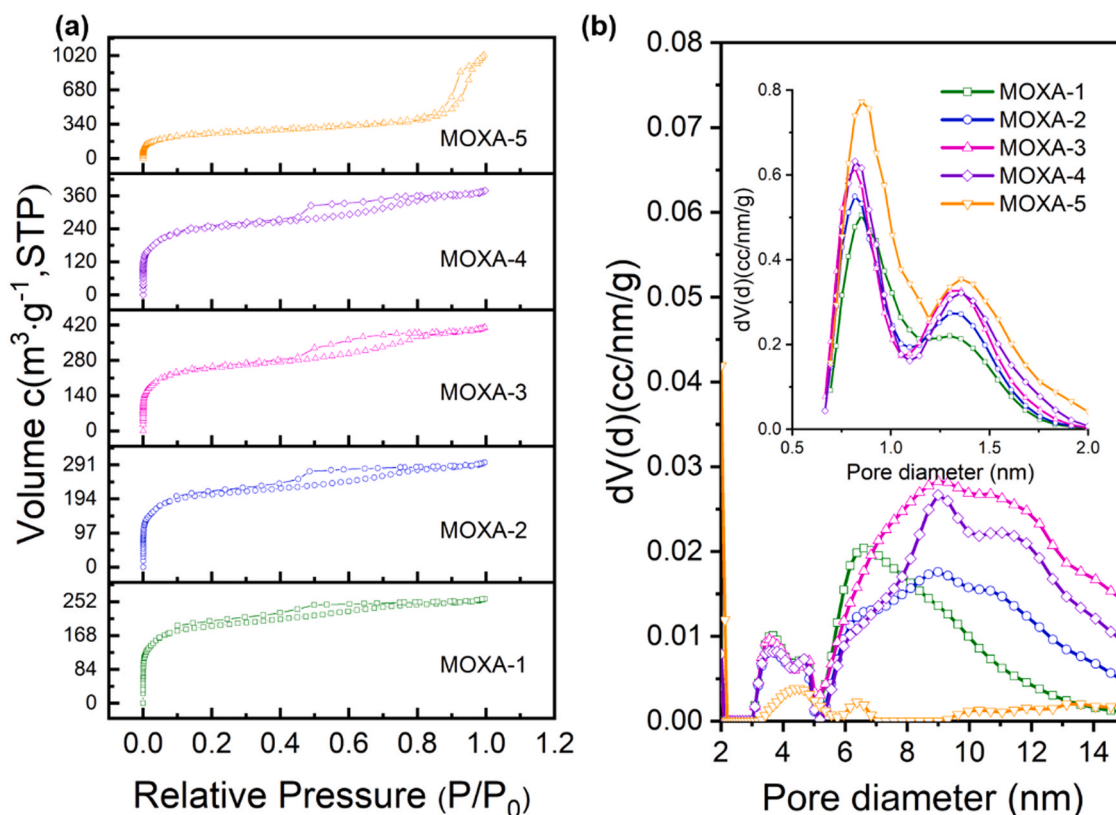 (a)
Volume c(m³·g⁻¹,STP)
1020
680
340
0
MOXA-5
360
240
120
0
MOXA-4
420
280
140
0
MOXA-3
291
194
97
0
MOXA-2
252
168
84
0
MOXA-1
0.0 0.2 0.4 0.6 0.8 1.0 1.2
Relative Pressure (P/P₀)
(b)
dV(d)(cc/nm/g)
0.08
0.07
0.06
0.05
0.04
0.03
0.02
0.01
0.00
2 4 6 8 10 12 14
Pore diameter (nm)
MOXA-1
MOXA-2
MOXA-3
MOXA-4
MOXA-5
dV(d)(cc/nm/g)
0.8
0.6
0.4
0.2
0.0
0.5 1.0 1.5 2.0
Pore diameter (nm)